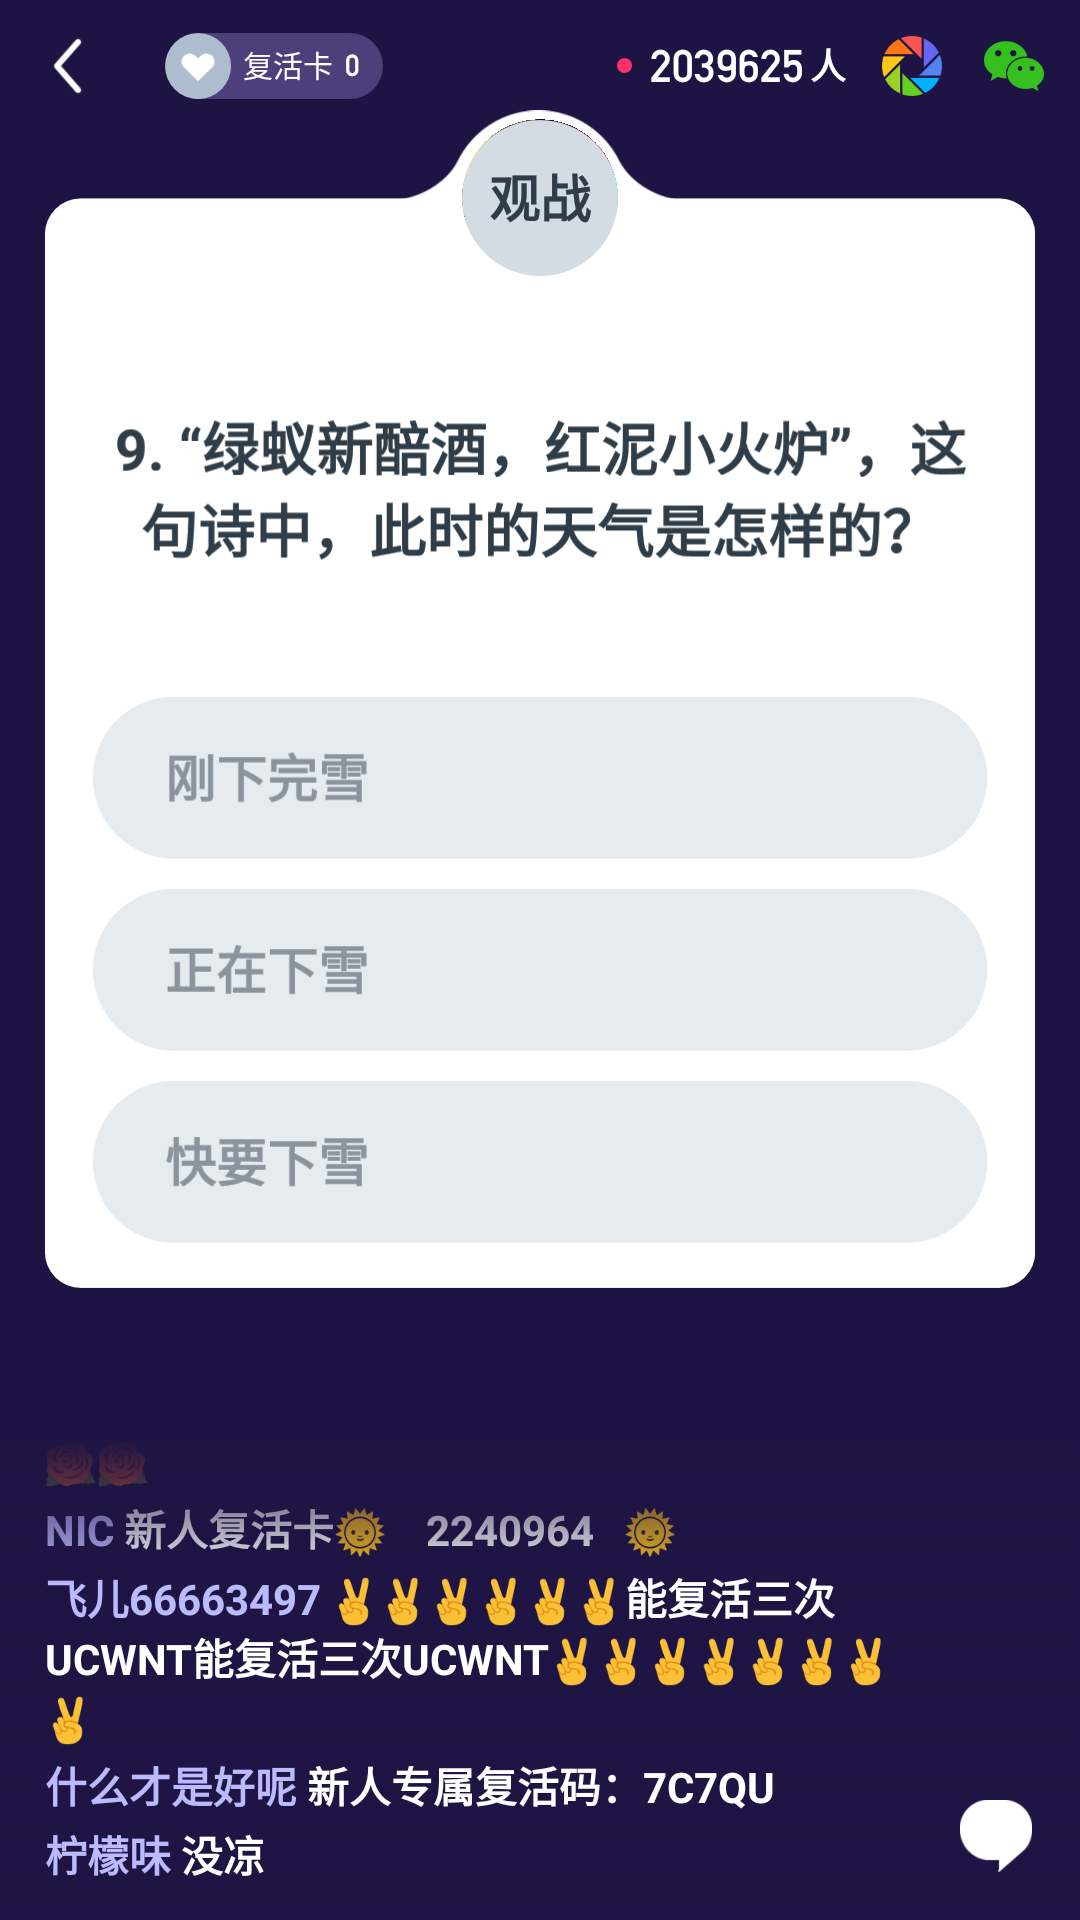 复活卡 0
2039625 人
观战
9. “绿蚁新醅酒，红泥小火炉”，这
句诗中，此时的天气是怎样的？
刚下完雪
正在下雪
快要下雪
🌹🌹
NIC 新人复活卡🌞 2240964 🌞
飞儿66663497 ✌✌✌✌✌✌能复活三次
UCWNT能复活三次UCWNT✌✌✌✌✌✌✌
✌
什么才是好呢 新人专属复活码：7C7QU
柠檬味 没凉